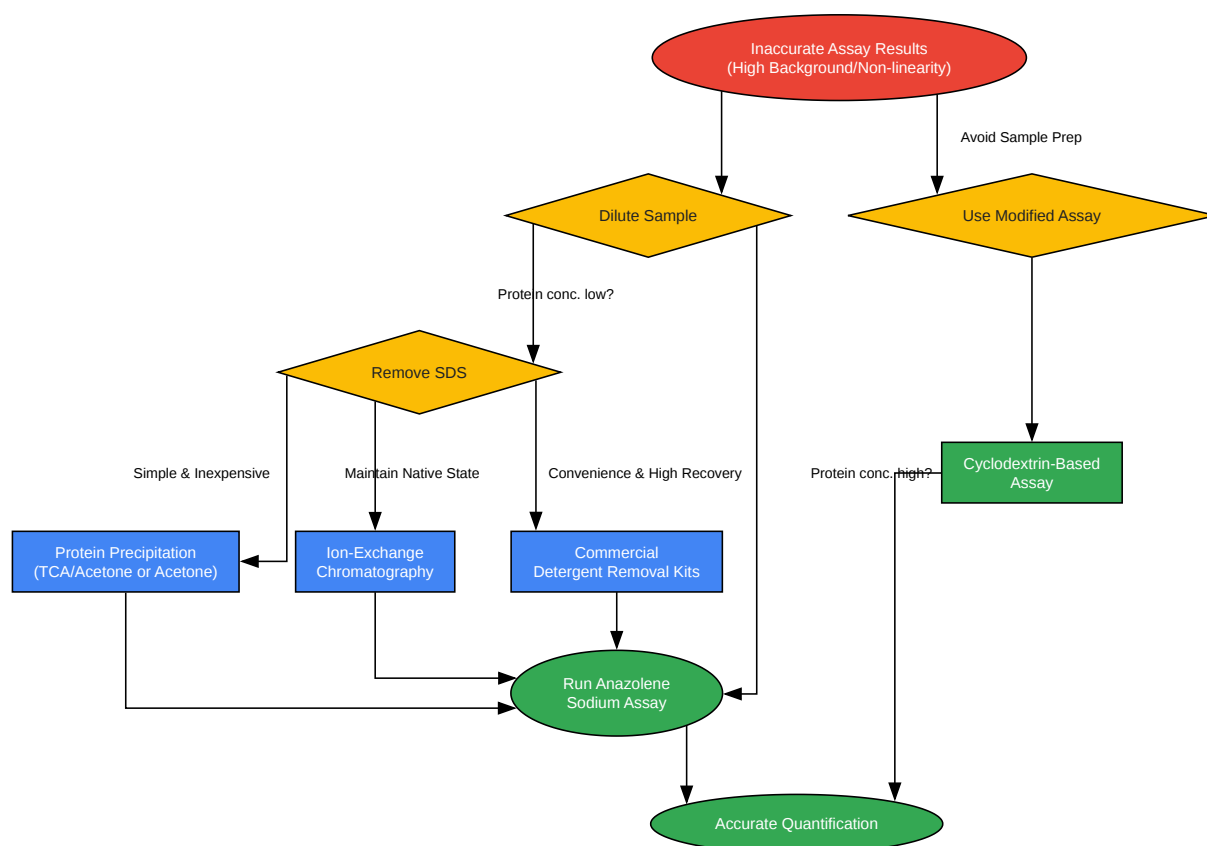 Inaccurate Assay Results
(High Background/Non-linearity)
Avoid Sample Prep
Dilute Sample
Use Modified Assay
Protein conc. low?
Remove SDS
Simple & Inexpensive
Maintain Native State
Convenience & High Recovery
Protein conc. high?
Cyclodextrin-Based
Assay
Protein Precipitation
(TCA/Acetone or Acetone)
Ion-Exchange
Chromatography
Commercial
Detergent Removal Kits
Run Anazolene
Sodium Assay
Accurate Quantification